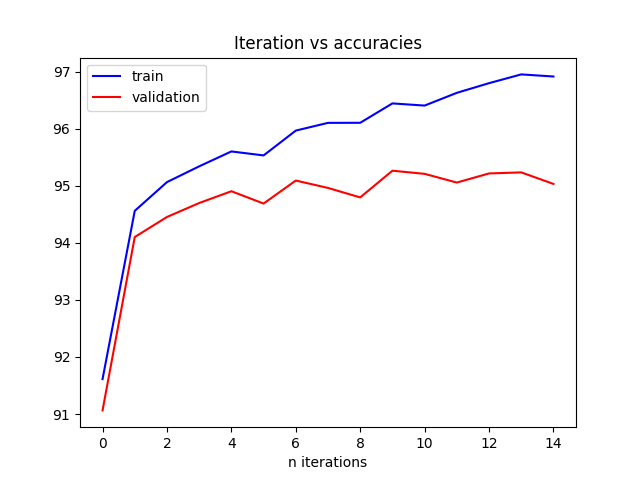 Iteration vs accuracies
train
validation
97
96
95
94
93
92
91
0 2 4 6 8 10 12 14
n iterations